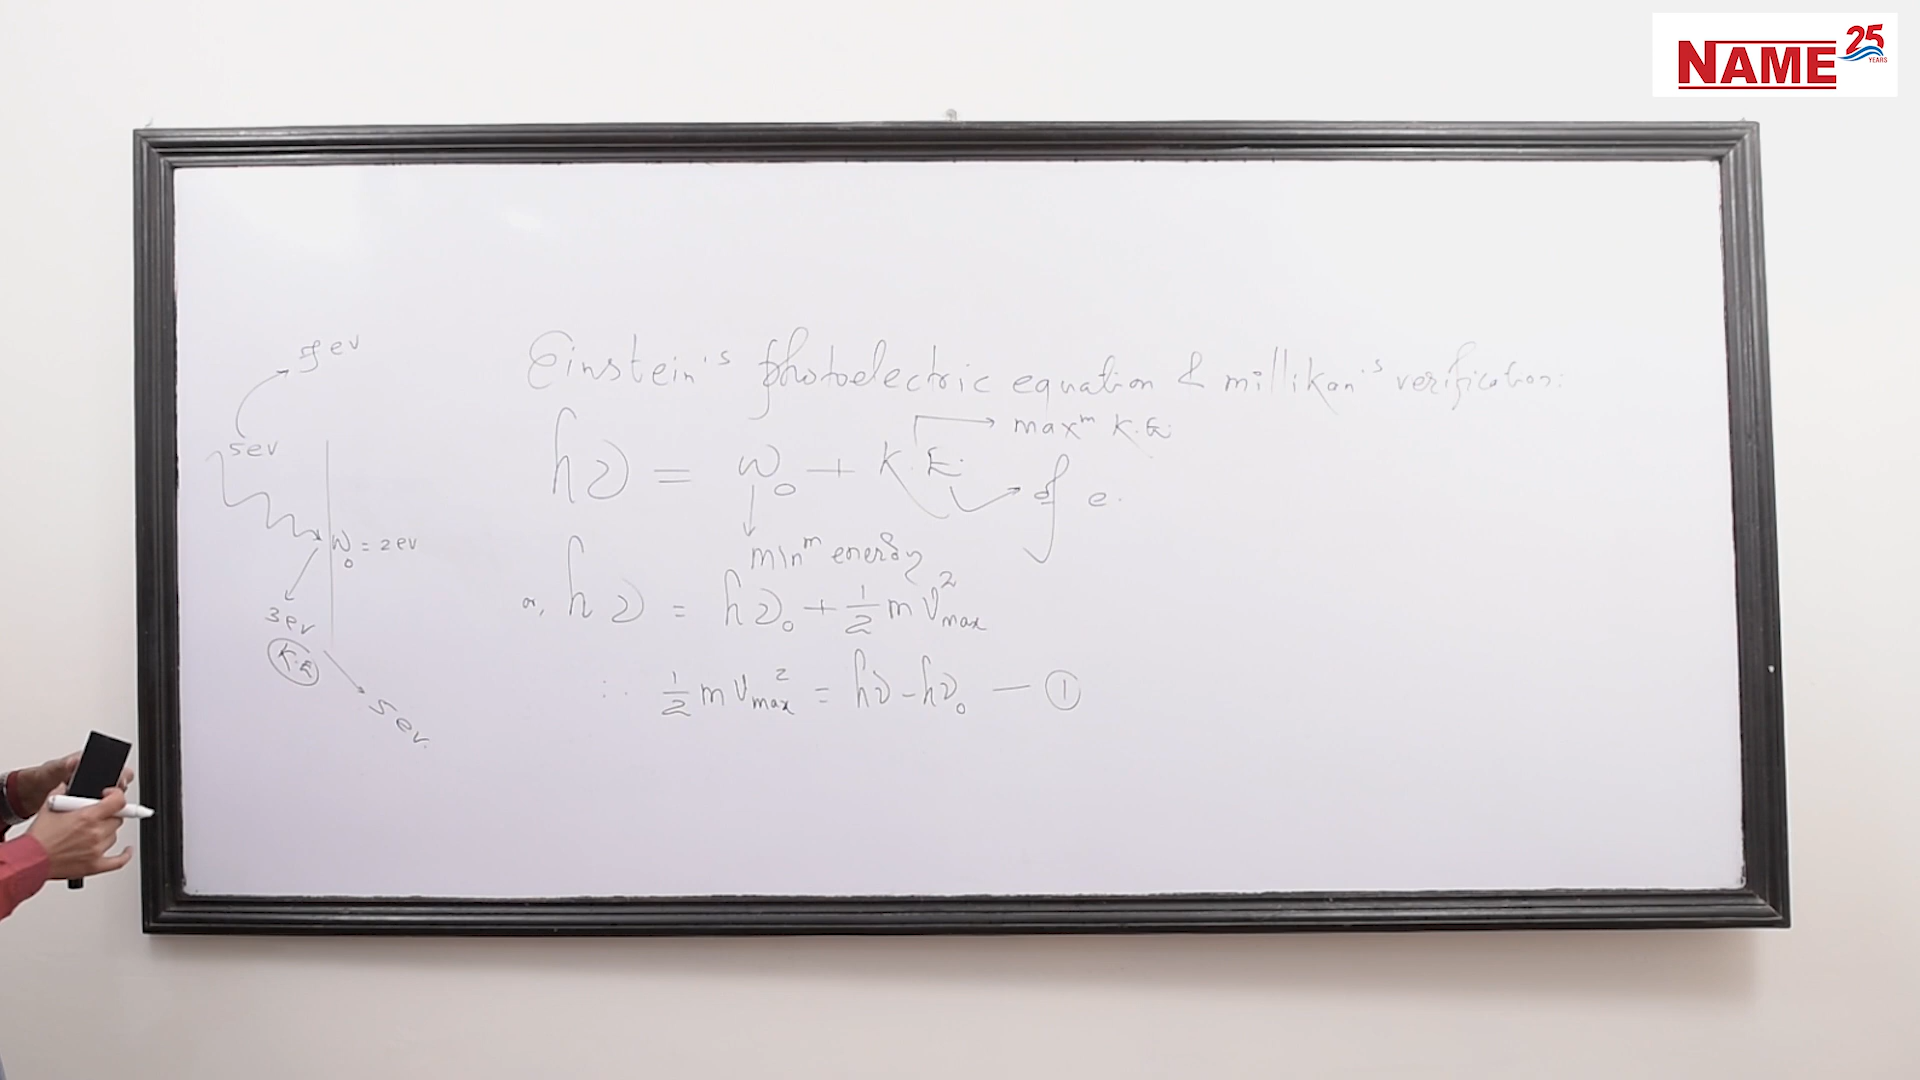 NAME 25 YEARS
Einstein's photoelectric equation & millikan's verification:
hν = w₀ + K.E.
maxᵐ K.E.
of e.
minᵐ energy
or, hν = hν₀ + 1/2 m v²max
∴ 1/2 m v²max = hν - hν₀ — ①
of ev
5ev
W₀ = 2ev
3ev
K.E
5ev.